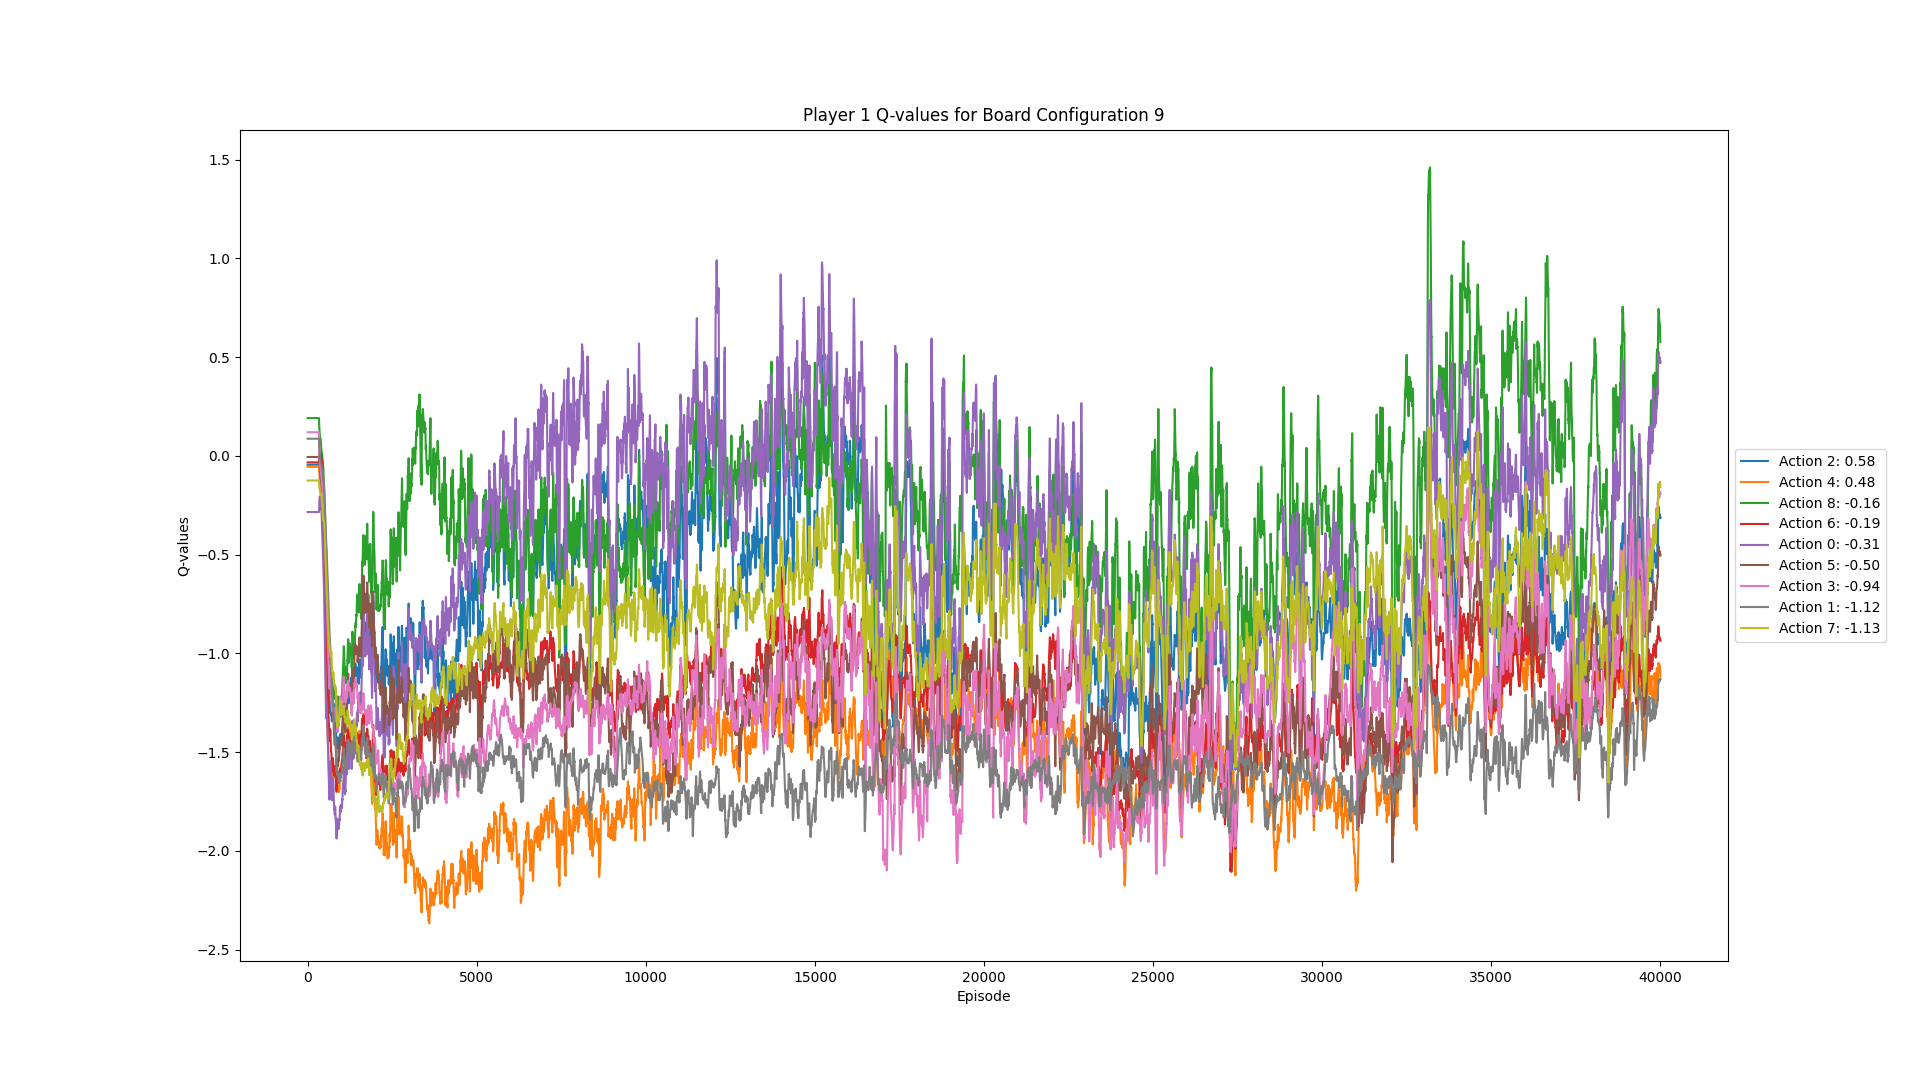 Player 1 Q-values for Board Configuration 9
1.5
1.0
0.5
0.0
−0.5
−1.0
−1.5
−2.0
−2.5
Q-values
0 5000 10000 15000 20000 25000 30000 35000 40000
Episode
Action 2: 0.58
Action 4: 0.48
Action 8: -0.16
Action 6: -0.19
Action 0: -0.31
Action 5: -0.50
Action 3: -0.94
Action 1: -1.12
Action 7: -1.13